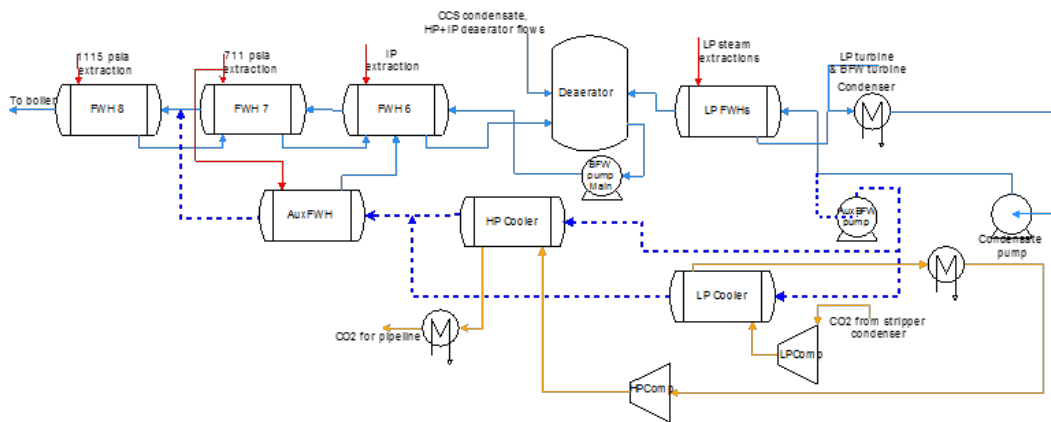 CCS condensate,
HP+IP deaerator flows
1115 psia
extraction
711 psia
extraction
IP
extraction
LP steam
extractions
LP turbine
& BFW turbine
Condenser
To boiler
FWH 8
FWH 7
FWH 6
Deaerator
LP FWHs
BFW
pump
Main
Aux FWH
HP Cooler
Aux BFW
pump
Condensate
pump
LP Cooler
CO2 for pipeline
CO2 from stripper
condenser
LPComp
HPComp